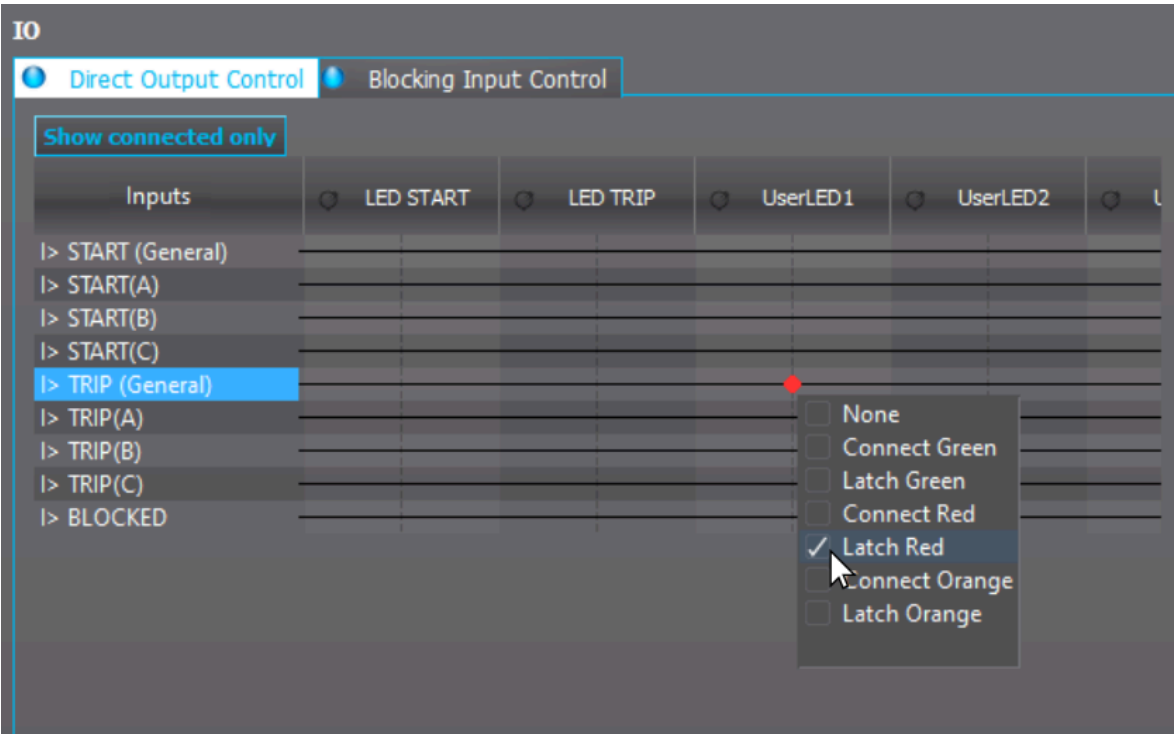 IO
Direct Output Control
Blocking Input Control
Show connected only
Inputs
LED START
LED TRIP
UserLED1
UserLED2
I> START (General)
I> START(A)
I> START(B)
I> START(C)
I> TRIP (General)
I> TRIP(A)
I> TRIP(B)
I> TRIP(C)
I> BLOCKED
None
Connect Green
Latch Green
Connect Red
Latch Red
Connect Orange
Latch Orange